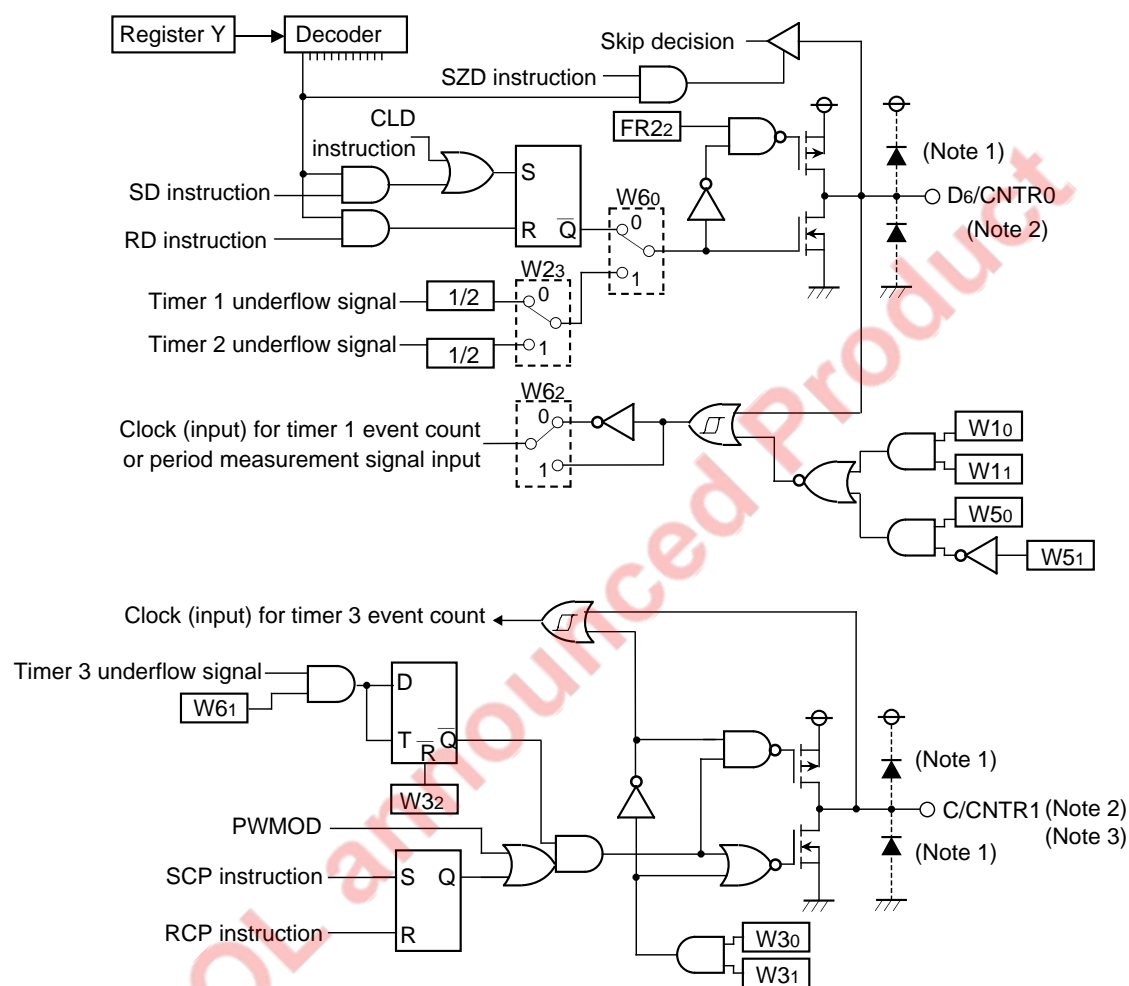 Register Y
Decoder
Skip decision
SZD instruction
CLD
instruction
FR22
(Note 1)
SD instruction
S
W60
D6/CNTR0
(Note 2)
RD instruction
R
Q
0
1
W23
Timer 1 underflow signal
1/2
0
Timer 2 underflow signal
1/2
1
W62
0
Clock (input) for timer 1 event count
or period measurement signal input
1
W10
W11
W50
W51
Clock (input) for timer 3 event count
Timer 3 underflow signal
D
W61
T
R
Q
W32
(Note 1)
PWMOD
C/CNTR1
(Note 2)
(Note 3)
(Note 1)
SCP instruction
S
Q
RCP instruction
R
W30
W31
OL announced Product